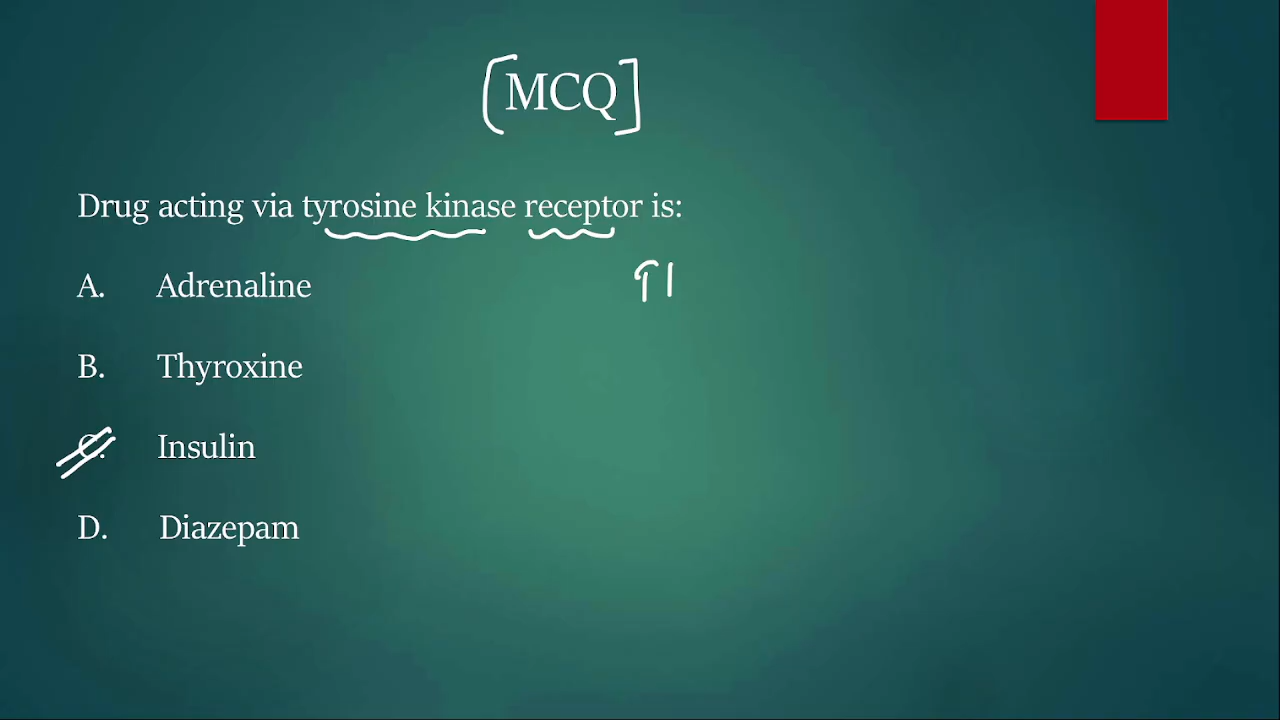 [MCQ]
Drug acting via tyrosine kinase receptor is:
A. Adrenaline
B. Thyroxine
C. Insulin
D. Diazepam